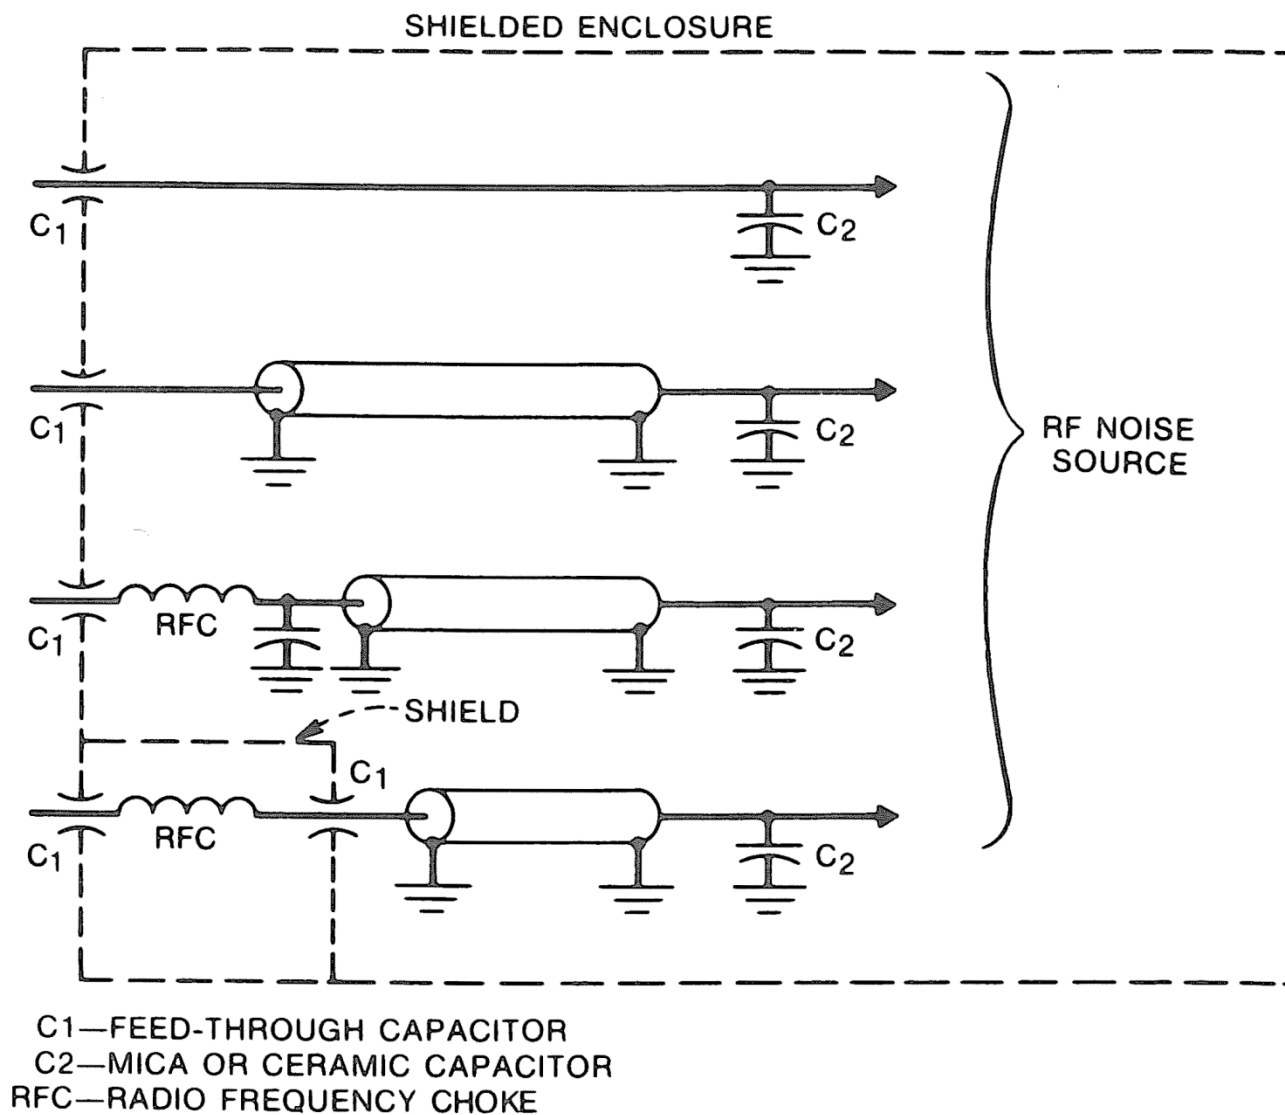 SHIELDED ENCLOSURE
C1
C2
C1
C2
RF NOISE
SOURCE
RFC
C1
C2
SHIELD
C1
RFC
C1
C2
C1—FEED-THROUGH CAPACITOR
C2—MICA OR CERAMIC CAPACITOR
RFC—RADIO FREQUENCY CHOKE